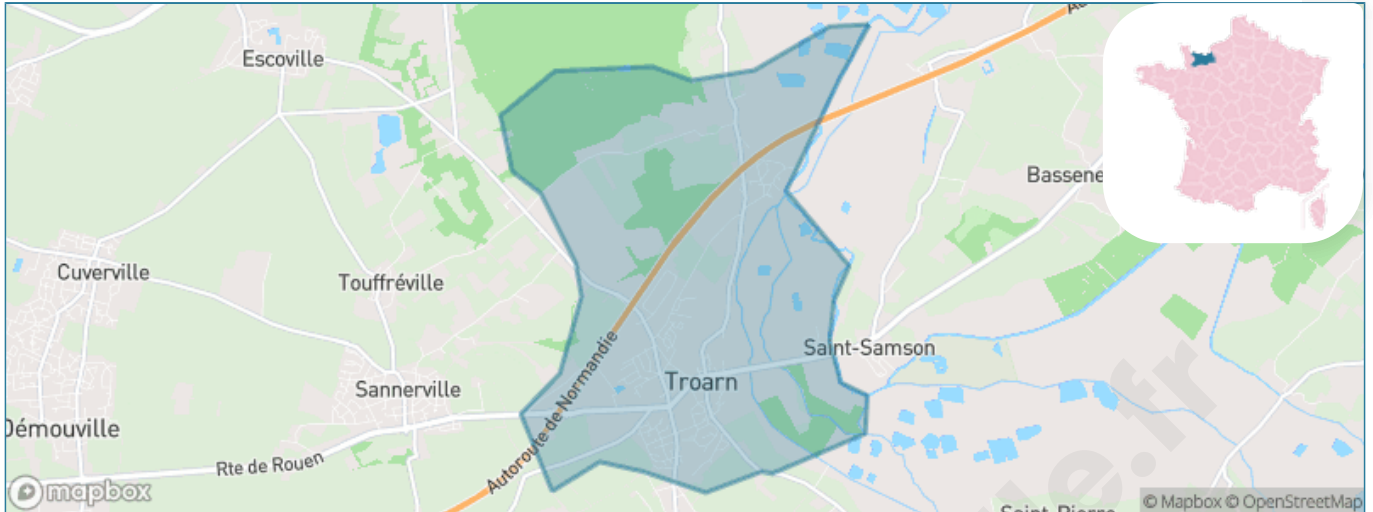 Escoville
Bassene
Cuverville
Touffréville
Saint-Samson
Sannerville
Troarn
Démouville
Autoroute de Normandie
Rte de Rouen
mapbox
© Mapbox © OpenStreetMap